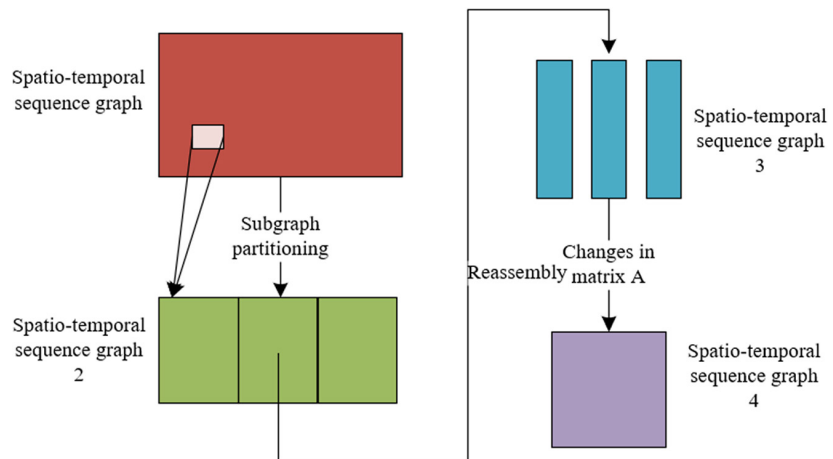 Spatio-temporal
sequence graph
Subgraph
partitioning
Spatio-temporal
sequence graph
2
Spatio-temporal
sequence graph
3
Reassembly
Changes in
matrix A
Spatio-temporal
sequence graph
4